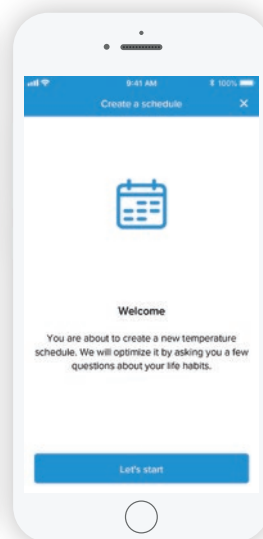 9:41 AM 100%
Create a schedule
Welcome
You are about to create a new temperature
schedule. We will optimize it by asking you a few
questions about your life habits.
Let's start